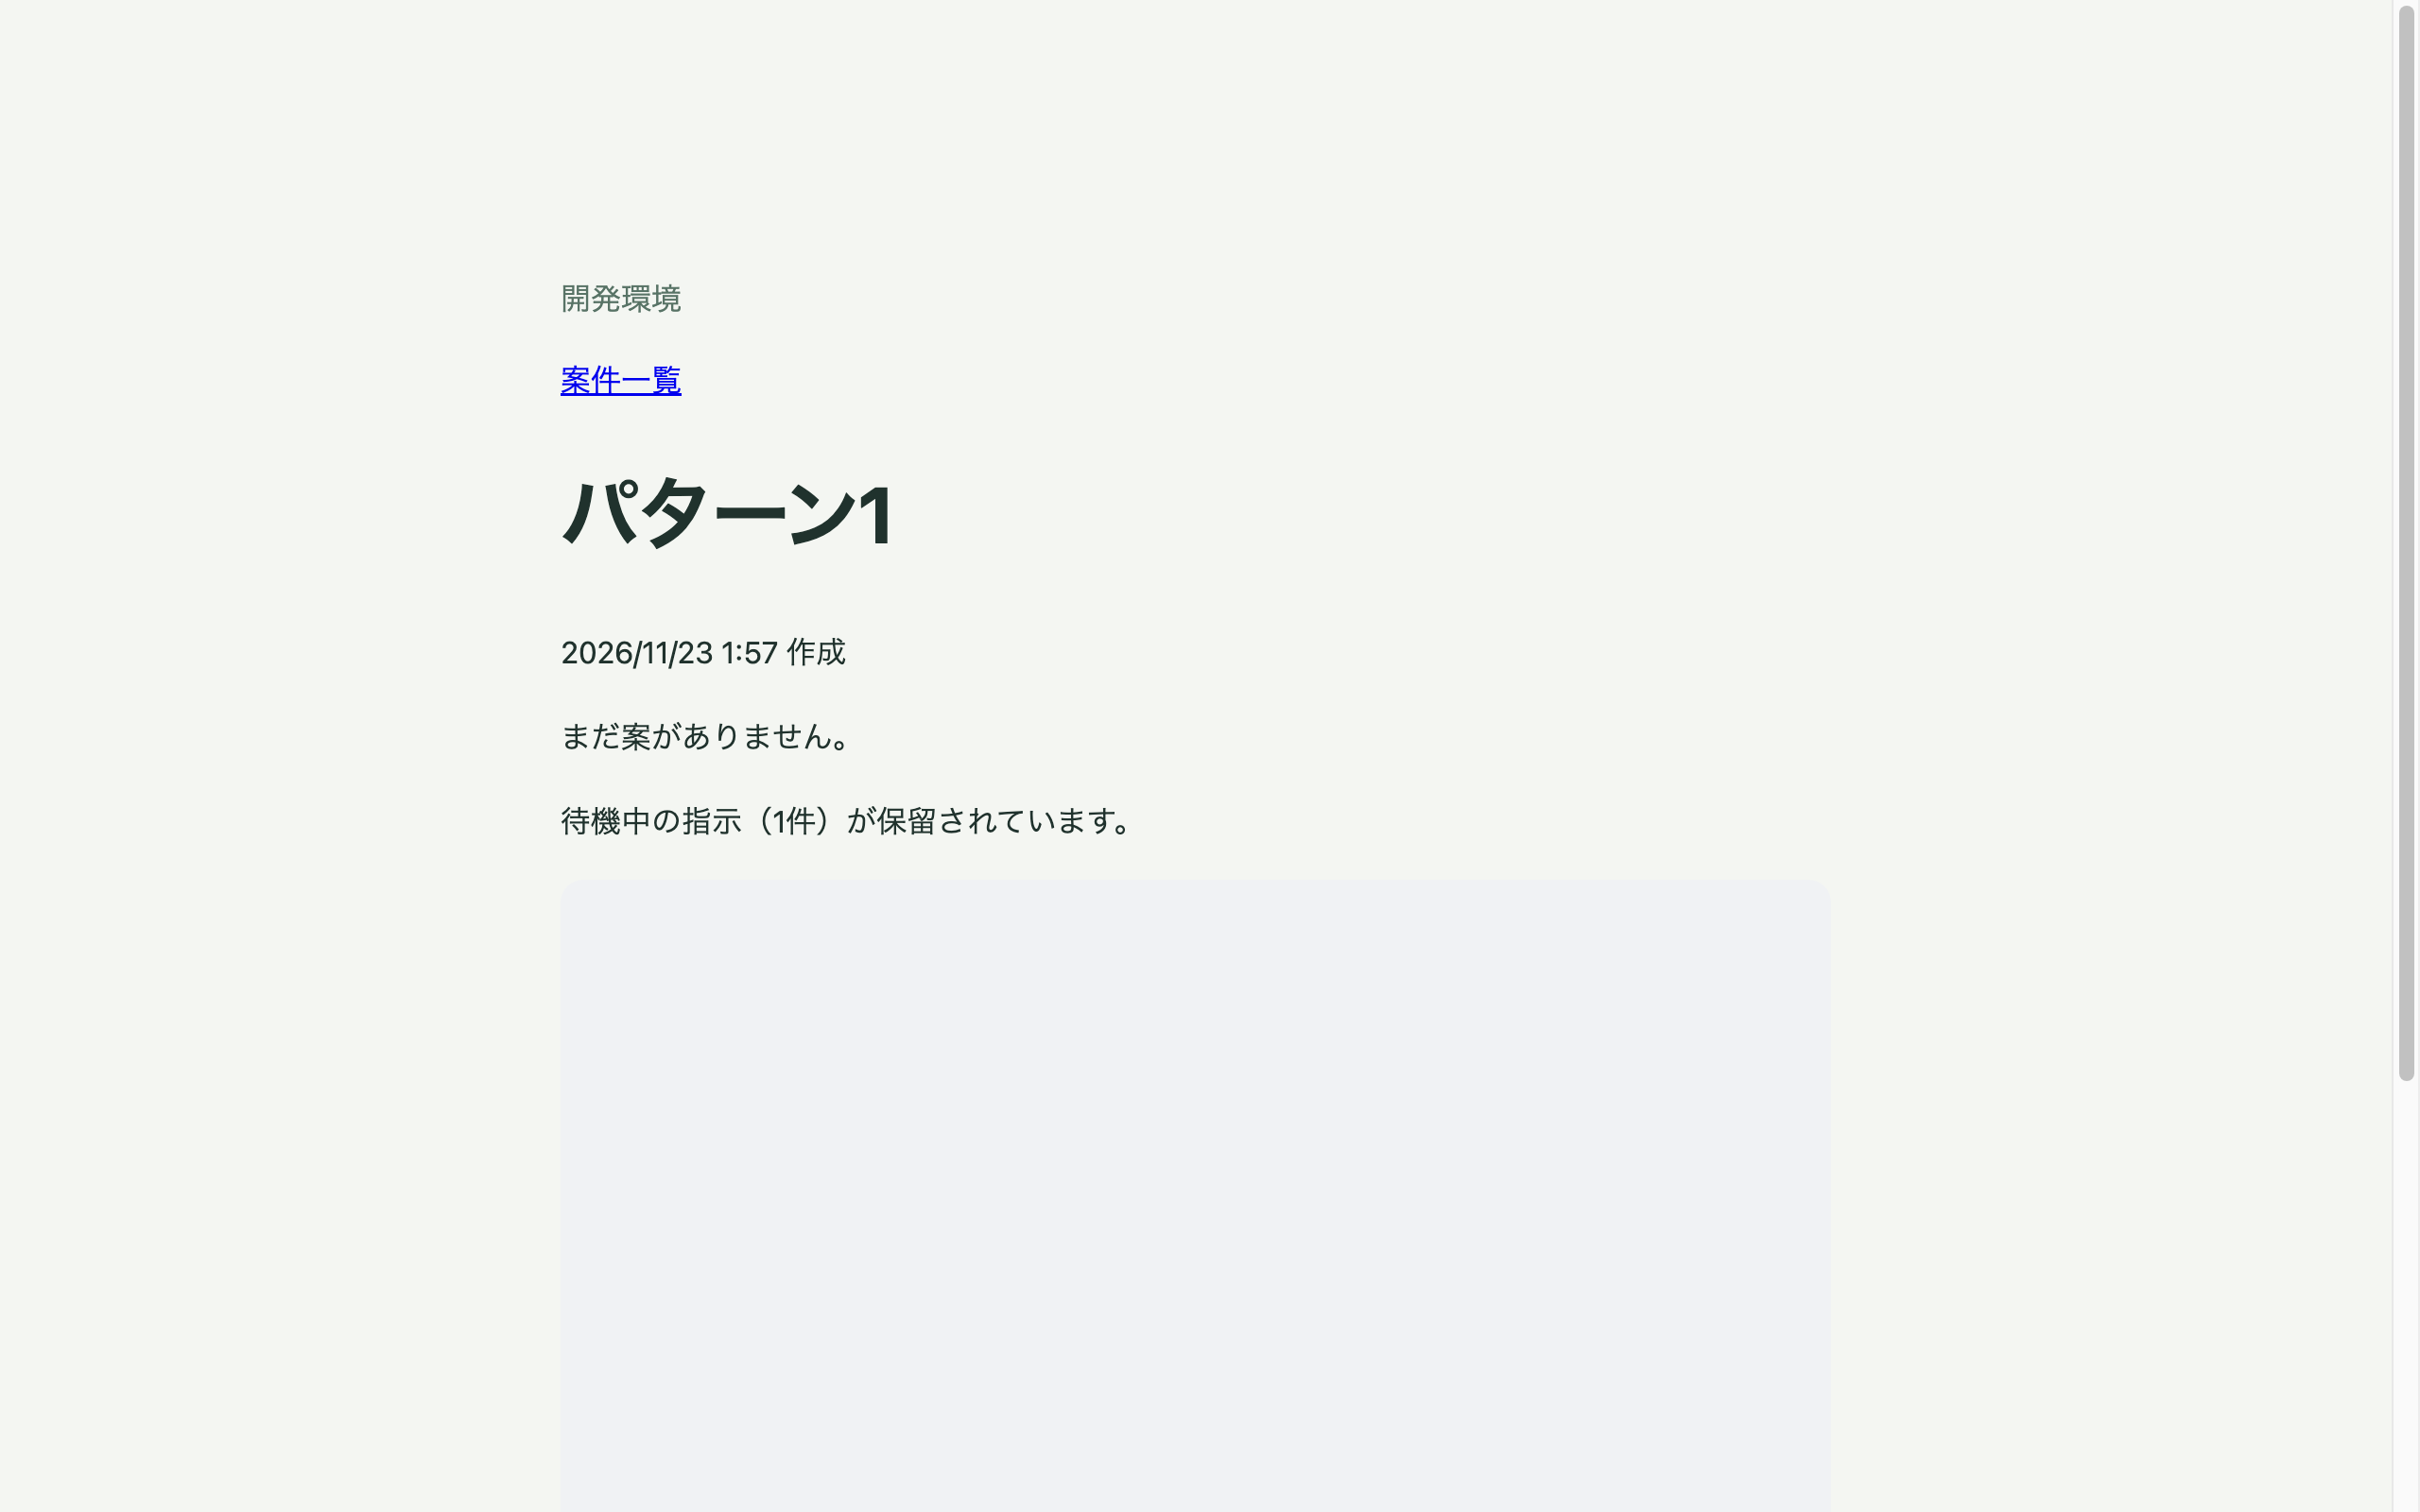 開発環境
案件一覧
パターン1
2026/11/23 1:57 作成
まだ案がありません。
待機中の指示（1件）が保留されています。